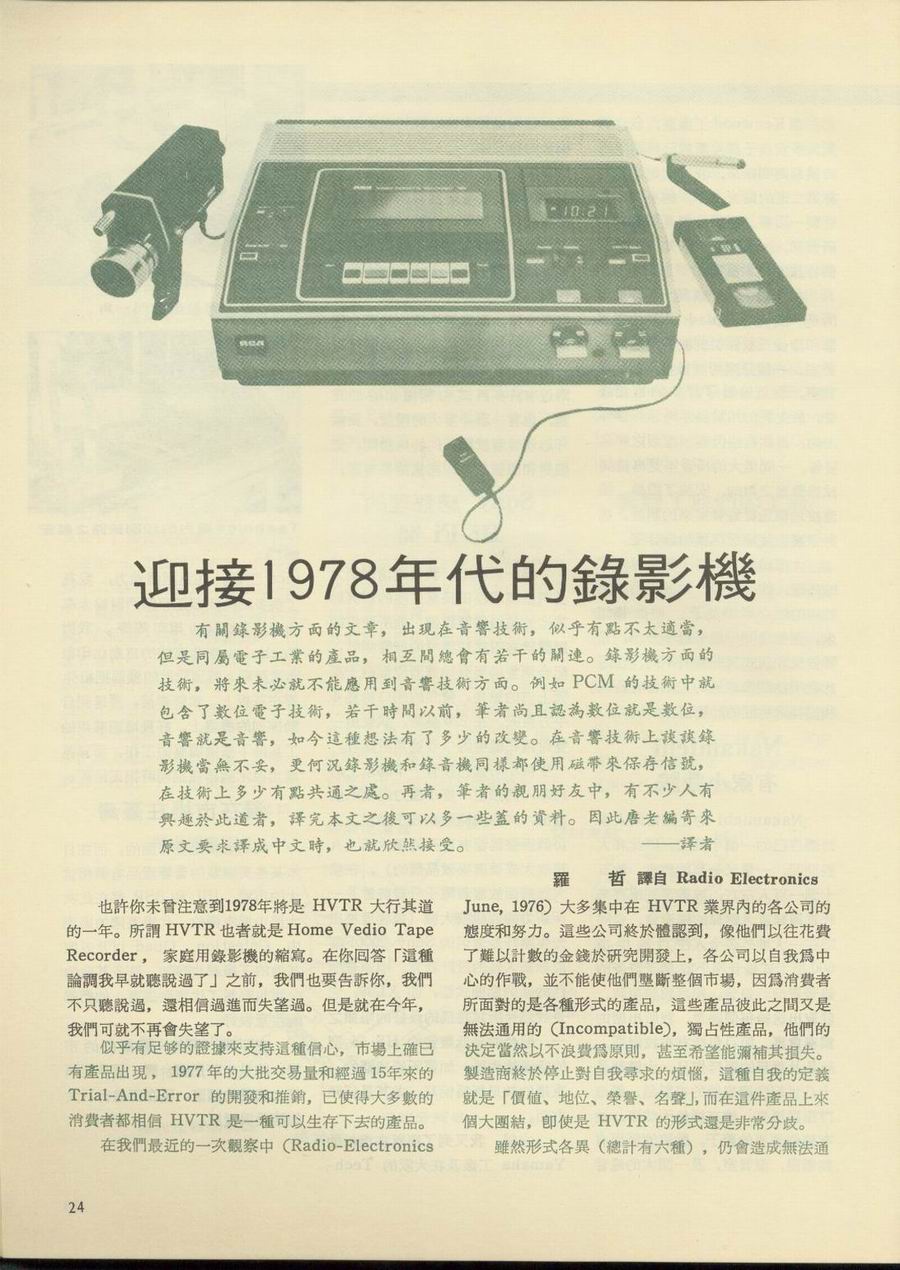 RCA
10:21
RCA
迎接1978年代的錄影機
有關錄影機方面的文章，出現在音響技術，似乎有點不太適當，
但是同屬電子工業的產品，相互間總會有若干的關連。錄影機方面的
技術，將來未必就不能應用到音響技術方面。例如 PCM 的技術中就
包含了數位電子技術，若干時間以前，筆者尚且認為數位就是數位，
音響就是音響，如今這種想法有了多少的改變。在音響技術上談談錄
影機當無不妥，更何況錄影機和錄音機同樣都使用磁帶來保存信號，
在技術上多少有點共通之處。再者，筆者的親朋好友中，有不少人有
興趣於此道者，譯完本文之後可以多一些蓋的資料。因此唐老編寄來
原文要求譯成中文時，也就欣然接受。 ——譯者
羅 哲 譯自 Radio Electronics
也許你未曾注意到1978年將是 HVTR 大行其道
的一年。所謂 HVTR 也者就是 Home Vedio Tape
Recorder，家庭用錄影機的縮寫。在你回答「這種
論調我早就聽說過了」之前，我們也要告訴你，我們
不只聽說過，還相信過進而失望過。但是就在今年，
我們可就不再會失望了。
似乎有足够的證據來支持這種信心，市場上確已
有產品出現，1977 年的大批交易量和經過 15年來的
Trial-And-Error 的開發和推銷，已使得大多數的
消費者都相信 HVTR 是一種可以生存下去的產品。
在我們最近的一次觀察中（Radio-Electronics
June, 1976）大多集中在 HVTR 業界內的各公司的
態度和努力。這些公司終於體認到，像他們以往花費
了難以計數的金錢於研究開發上，各公司以自我爲中
心的作戰，並不能使他們壟斷整個市場，因爲消費者
所面對的是各種形式的產品，這些產品彼此之間又是
無法通用的（Incompatible），獨占性產品，他們的
決定當然以不浪費爲原則，甚至希望能彌補其損失。
製造商終於停止對自我尋求的煩惱，這種自我的定義
就是「價値、地位、榮譽、名聲」，而在這件產品上來
個大團結，卽使是 HVTR 的形式還是非常分歧。
雖然形式各異（總計有六種），仍會造成無法通
24